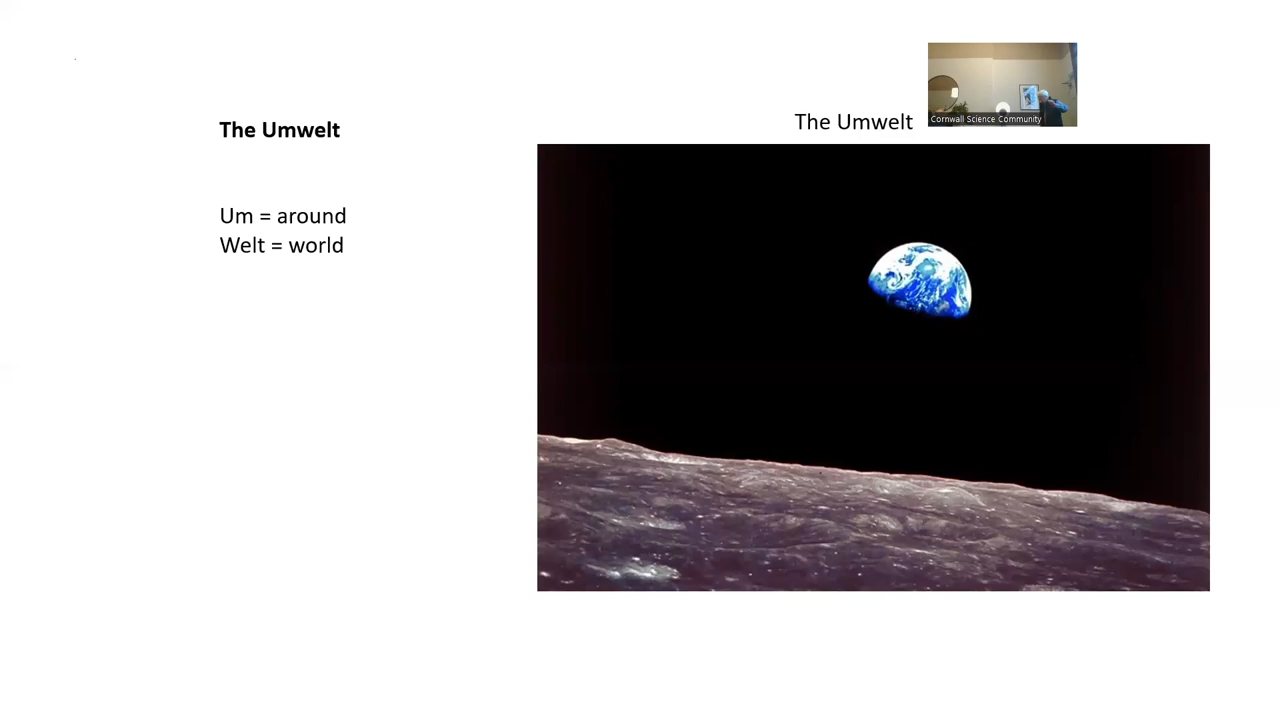 The Umwelt
Um = around
Welt = world
The Umwelt
Cornwall Science Community